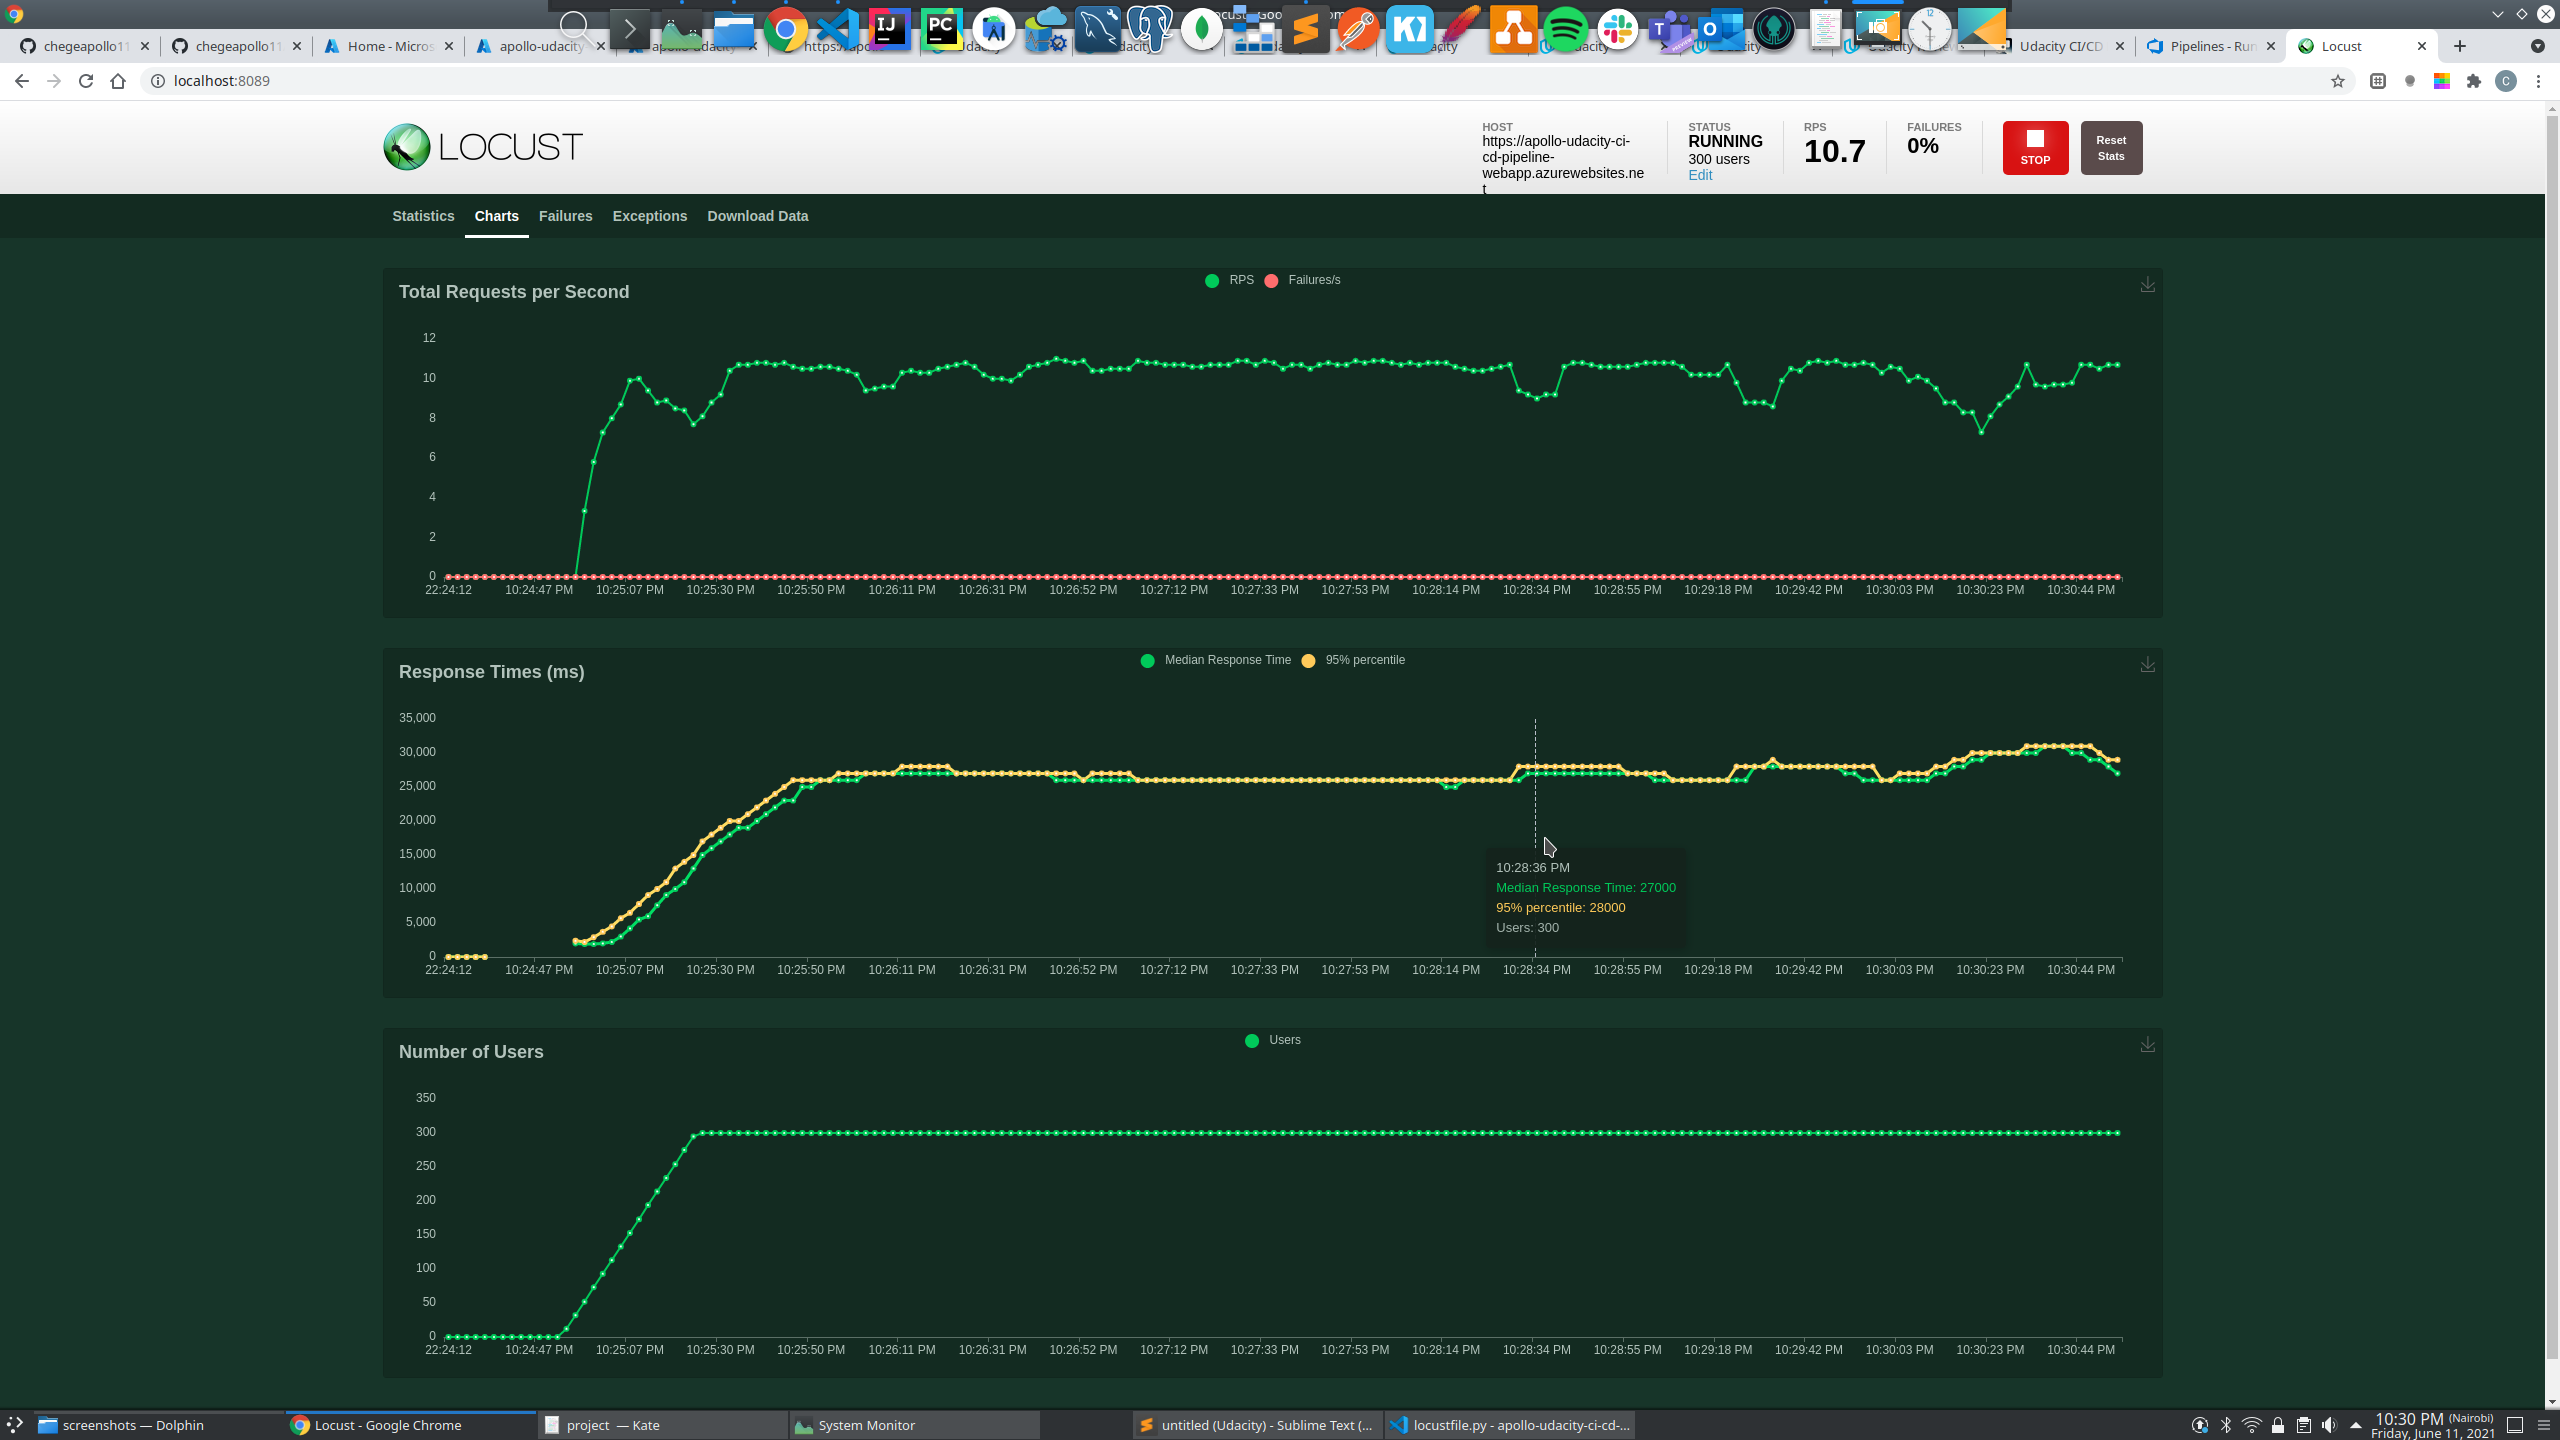 chegeapollo11
chegeapollo11
Home - Micros
apollo-udacity
Udacity CI/CD
Pipelines - Run
Locust
localhost:8089
LOCUST
HOST
https://apollo-udacity-ci-
cd-pipeline-
webapp.azurewebsites.ne
t
STATUS
RUNNING
300 users
Edit
RPS
10.7
FAILURES
0%
STOP
Reset
Stats
Statistics
Charts
Failures
Exceptions
Download Data
Total Requests per Second
RPS
Failures/s
12
10
8
6
4
2
0
22:24:12 10:24:47 PM 10:25:07 PM 10:25:30 PM 10:25:50 PM 10:26:11 PM 10:26:31 PM 10:26:52 PM 10:27:12 PM 10:27:33 PM 10:27:53 PM 10:28:14 PM 10:28:34 PM 10:28:55 PM 10:29:18 PM 10:29:42 PM 10:30:03 PM 10:30:23 PM 10:30:44 PM
Response Times (ms)
Median Response Time
95% percentile
35,000
30,000
25,000
20,000
15,000
10,000
5,000
0
10:28:36 PM
Median Response Time: 27000
95% percentile: 28000
Users: 300
22:24:12 10:24:47 PM 10:25:07 PM 10:25:30 PM 10:25:50 PM 10:26:11 PM 10:26:31 PM 10:26:52 PM 10:27:12 PM 10:27:33 PM 10:27:53 PM 10:28:14 PM 10:28:34 PM 10:28:55 PM 10:29:18 PM 10:29:42 PM 10:30:03 PM 10:30:23 PM 10:30:44 PM
Number of Users
Users
350
300
250
200
150
100
50
0
22:24:12 10:24:47 PM 10:25:07 PM 10:25:30 PM 10:25:50 PM 10:26:11 PM 10:26:31 PM 10:26:52 PM 10:27:12 PM 10:27:33 PM 10:27:53 PM 10:28:14 PM 10:28:34 PM 10:28:55 PM 10:29:18 PM 10:29:42 PM 10:30:03 PM 10:30:23 PM 10:30:44 PM
screenshots — Dolphin
Locust - Google Chrome
project — Kate
System Monitor
untitled (Udacity) - Sublime Text (...
locustfile.py - apollo-udacity-ci-cd-...
10:30 PM (Nairobi)
Friday, June 11, 2021